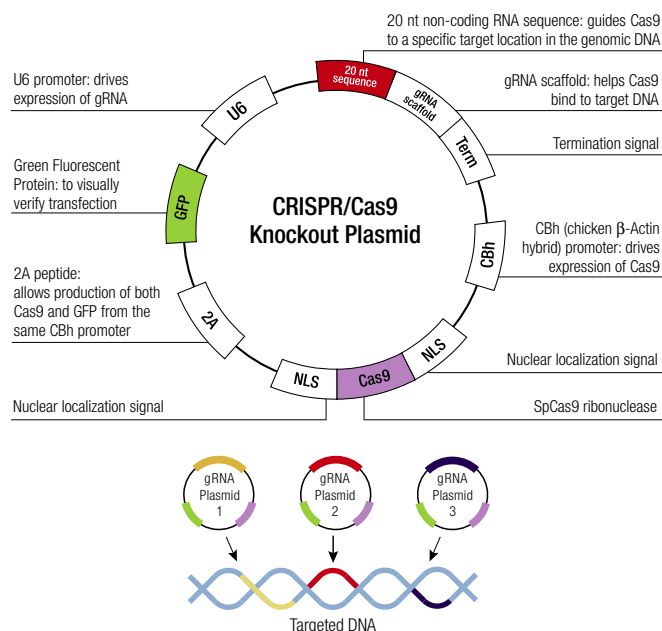 20 nt non-coding RNA sequence: guides Cas9
to a specific target location in the genomic DNA
U6 promoter: drives
expression of gRNA
U6
20 nt
sequence
gRNA
scaffold
Term
gRNA scaffold: helps Cas9
bind to target DNA
Termination signal
Green Fluorescent
Protein: to visually
verify transfection
GFP
CRISPR/Cas9
Knockout Plasmid
CBh
CBh (chicken β-Actin
hybrid) promoter: drives
expression of Cas9
2A peptide:
allows production of both
Cas9 and GFP from the
same CBh promoter
2A
NLS
Cas9
NLS
Nuclear localization signal
Nuclear localization signal
SpCas9 ribonuclease
gRNA
Plasmid
1
gRNA
Plasmid
2
gRNA
Plasmid
3
Targeted DNA